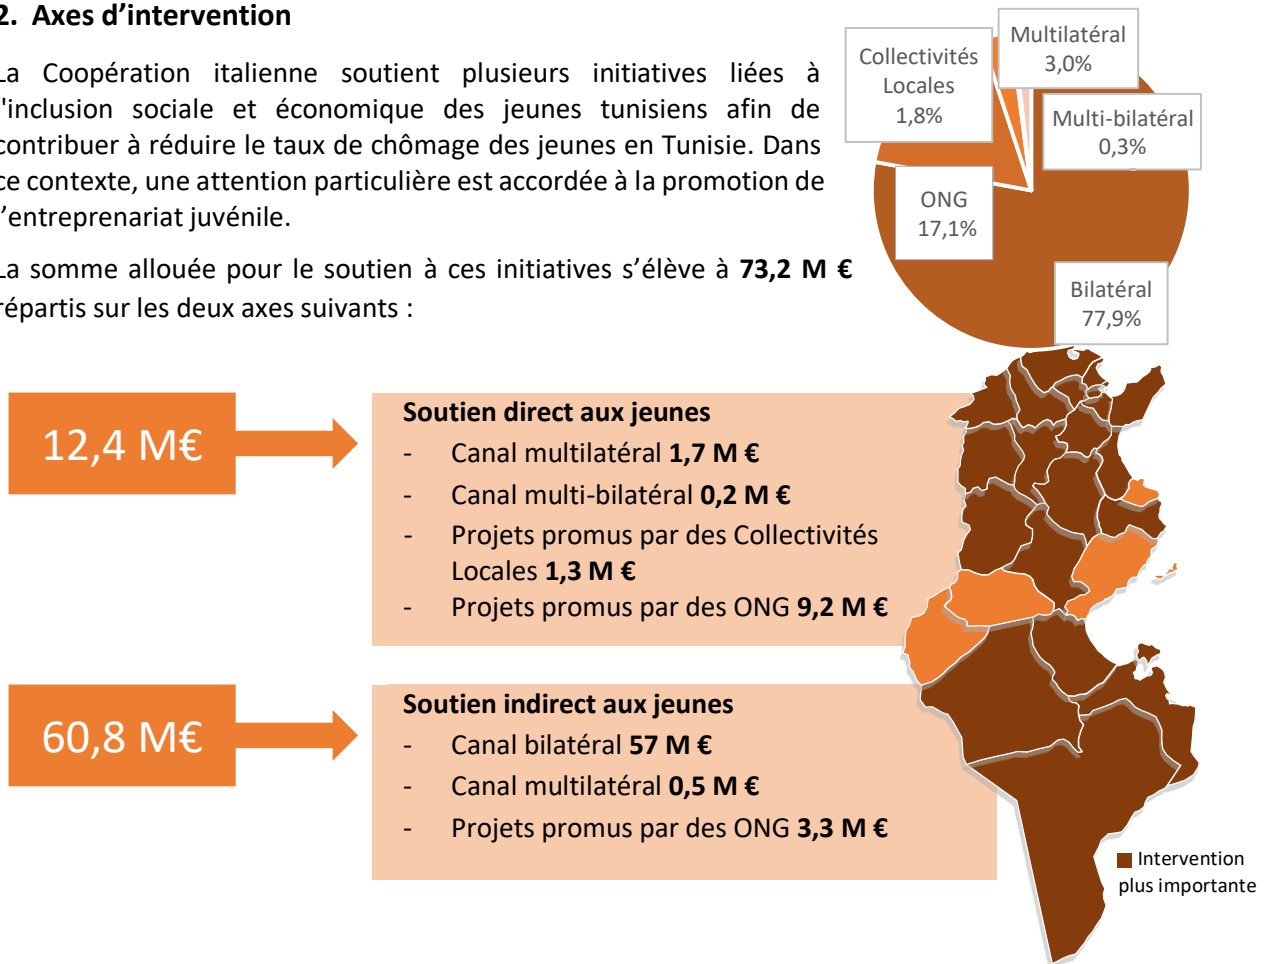 2. Axes d’intervention
La Coopération italienne soutient plusieurs initiatives liées à
l'inclusion sociale et économique des jeunes tunisiens afin de
contribuer à réduire le taux de chômage des jeunes en Tunisie. Dans
ce contexte, une attention particulière est accordée à la promotion de
l’entreprenariat juvénile.
La somme allouée pour le soutien à ces initiatives s’élève à 73,2 M €
répartis sur les deux axes suivants :
Collectivités
Locales
1,8%
Multilatéral
3,0%
Multi-bilatéral
0,3%
ONG
17,1%
Bilatéral
77,9%
12,4 M€
Soutien direct aux jeunes
- Canal multilatéral 1,7 M €
- Canal multi-bilatéral 0,2 M €
- Projets promus par des Collectivités
Locales 1,3 M €
- Projets promus par des ONG 9,2 M €
60,8 M€
Soutien indirect aux jeunes
- Canal bilatéral 57 M €
- Canal multilatéral 0,5 M €
- Projets promus par des ONG 3,3 M €
Intervention
plus importante